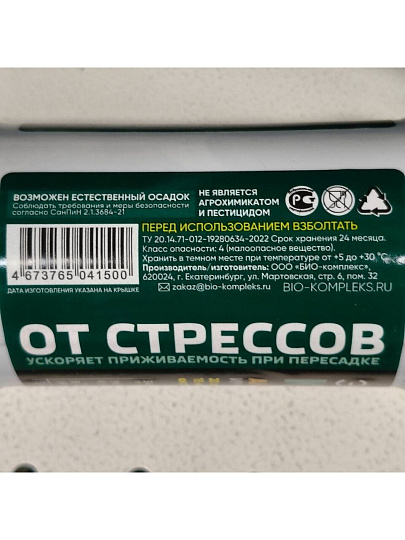 ВОЗМОЖЕН ЕСТЕСТВЕННЫЙ ОСАДОК
Соблюдать требования и меры безопасности
согласно СанПиН 2.1.3684-21
НЕ ЯВЛЯЕТСЯ
АГРОХИМИКАТОМ
И ПЕСТИЦИДОМ
4 673765 041500
ДАТА ИЗГОТОВЛЕНИЯ УКАЗАНА НА КРЫШКЕ
ПЕРЕД ИСПОЛЬЗОВАНИЕМ ВЗБОЛТАТЬ
ТУ 20.14.71-012-19280634-2022 Срок хранения 24 месяца.
Класс опасности: 4 (малоопасное вещество).
Хранить в темном месте при температуре от +5 до +30 °С
Производитель/изготовитель: ООО «БИО-комплекс»,
620024, г. Екатеринбург, ул. Мартовская, стр. 6, пом. 32
zakaz@bio-kompleks.ru
BIO-KOMPLEKS.RU
ОТ СТРЕССОВ
УСКОРЯЕТ ПРИЖИВАЕМОСТЬ ПРИ ПЕРЕСАДКЕ